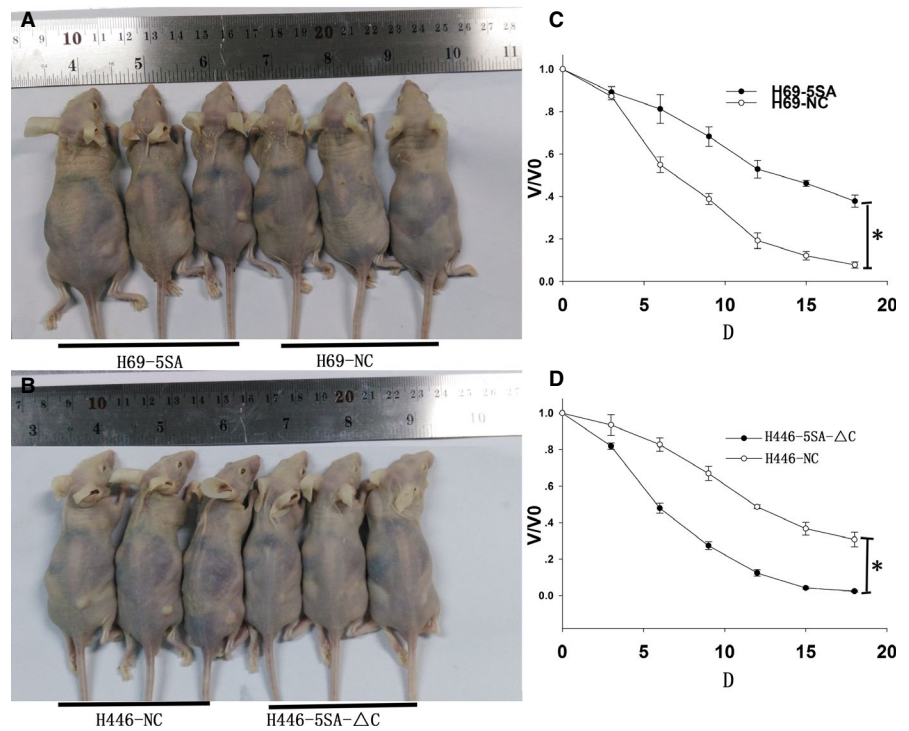 A
8 9 10 11 12 13 14 15 16 17 18 19 20 21 22 23 24 25 26 27 28
4 5 6 7 8 9 10 11
H69-5SA H69-NC
B
7 8 9 10 11 12 13 14 15 16 17 18 19 20 21 22 23 24 25 26 27
3 4 5 6 7 8 9 10
H446-NC H446-5SA-△C
C
1.0
.8
.6
.4
.2
0.0
V/V0
H69-5SA
H69-NC
*
0 5 10 15 20
D
D
1.0
.8
.6
.4
.2
0.0
V/V0
H446-5SA-△C
H446-NC
*
0 5 10 15 20
D